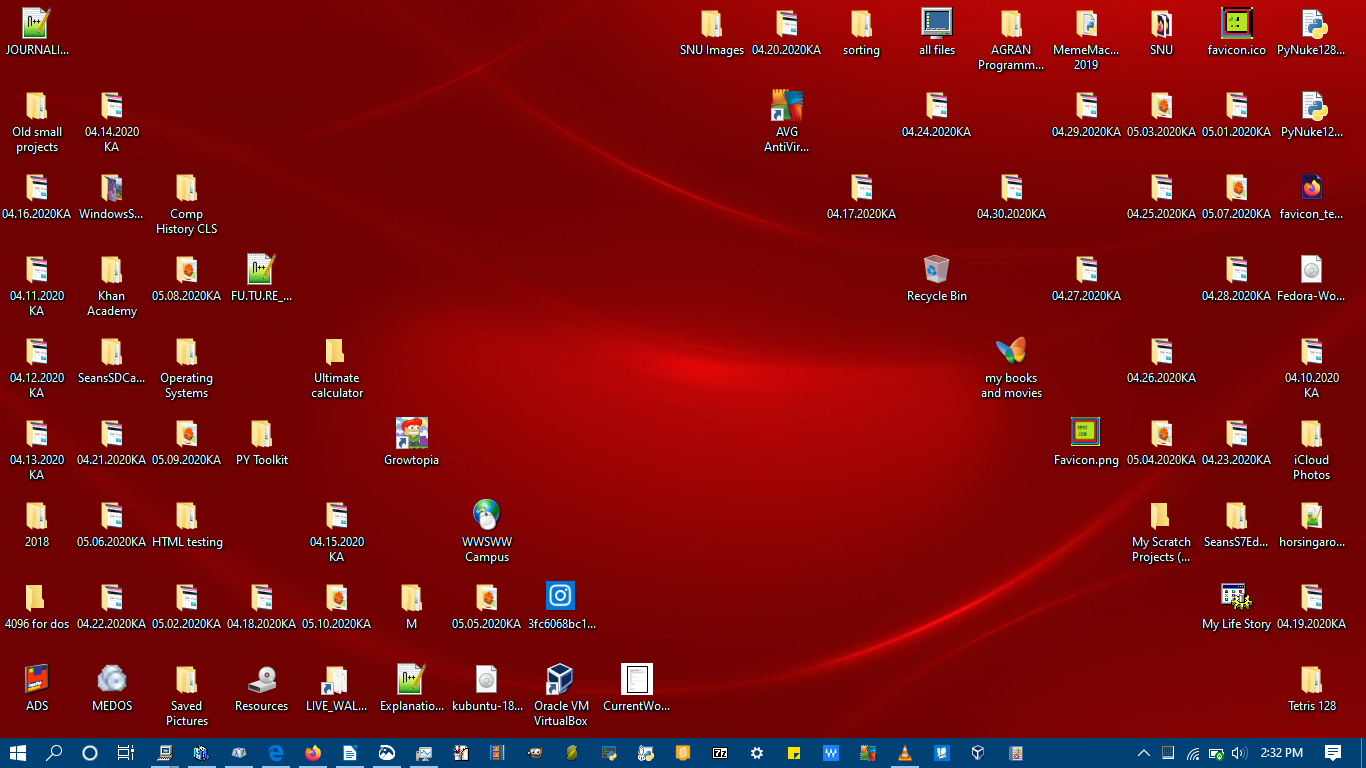 JOURNALI...
SNU Images
04.20.2020KA
sorting
all files
AGRAN
Programm...
MemeMac...
2019
SNU
favicon.ico
PyNuke128...
Old small
projects
04.14.2020
KA
AVG
AntiVir...
04.24.2020KA
04.29.2020KA
05.03.2020KA
05.01.2020KA
PyNuke12...
04.16.2020KA
WindowsS...
Comp
History CLS
04.17.2020KA
04.30.2020KA
04.25.2020KA
05.07.2020KA
favicon_te...
04.11.2020
KA
Khan
Academy
05.08.2020KA
FU.TU.RE_...
Recycle Bin
04.27.2020KA
04.28.2020KA
Fedora-Wo...
04.12.2020
KA
SeansSDCa...
Operating
Systems
Ultimate
calculator
my books
and movies
04.26.2020KA
04.10.2020
KA
04.13.2020
KA
04.21.2020KA
05.09.2020KA
PY Toolkit
Growtopia
Favicon.png
05.04.2020KA
04.23.2020KA
iCloud
Photos
2018
05.06.2020KA
HTML testing
04.15.2020
KA
WWSWW
Campus
My Scratch
Projects (...
SeansS7Ed...
horsingaro...
4096 for dos
04.22.2020KA
05.02.2020KA
04.18.2020KA
05.10.2020KA
M
05.05.2020KA
3fc6068bc1...
My Life Story
04.19.2020KA
ADS
MEDOS
Saved
Pictures
Resources
LIVE_WAL...
Explanatio...
kubuntu-18...
Oracle VM
VirtualBox
CurrentWo...
Tetris 128
2:32 PM